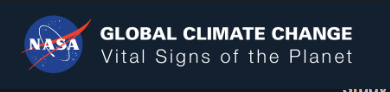 NASA
GLOBAL CLIMATE CHANGE
Vital Signs of the Planet